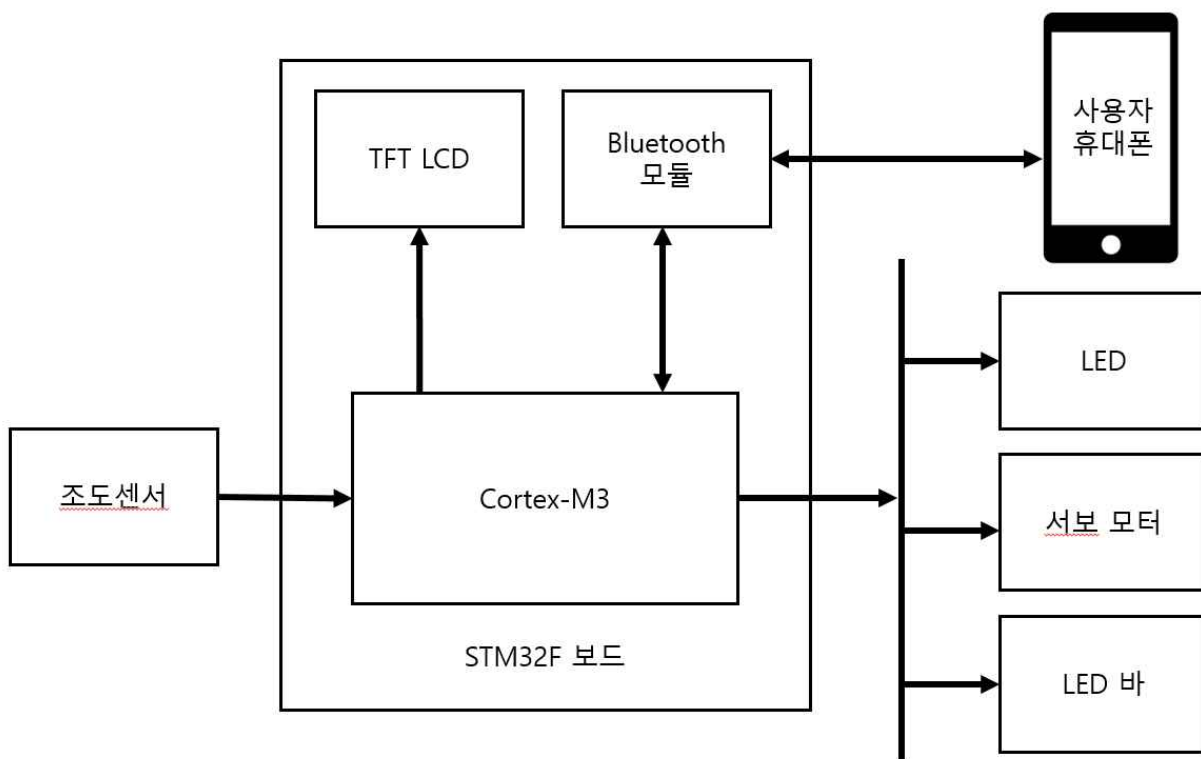 TFT LCD
Bluetooth
모듈
사용자
휴대폰
LED
조도센서
Cortex-M3
서보 모터
STM32F 보드
LED 바